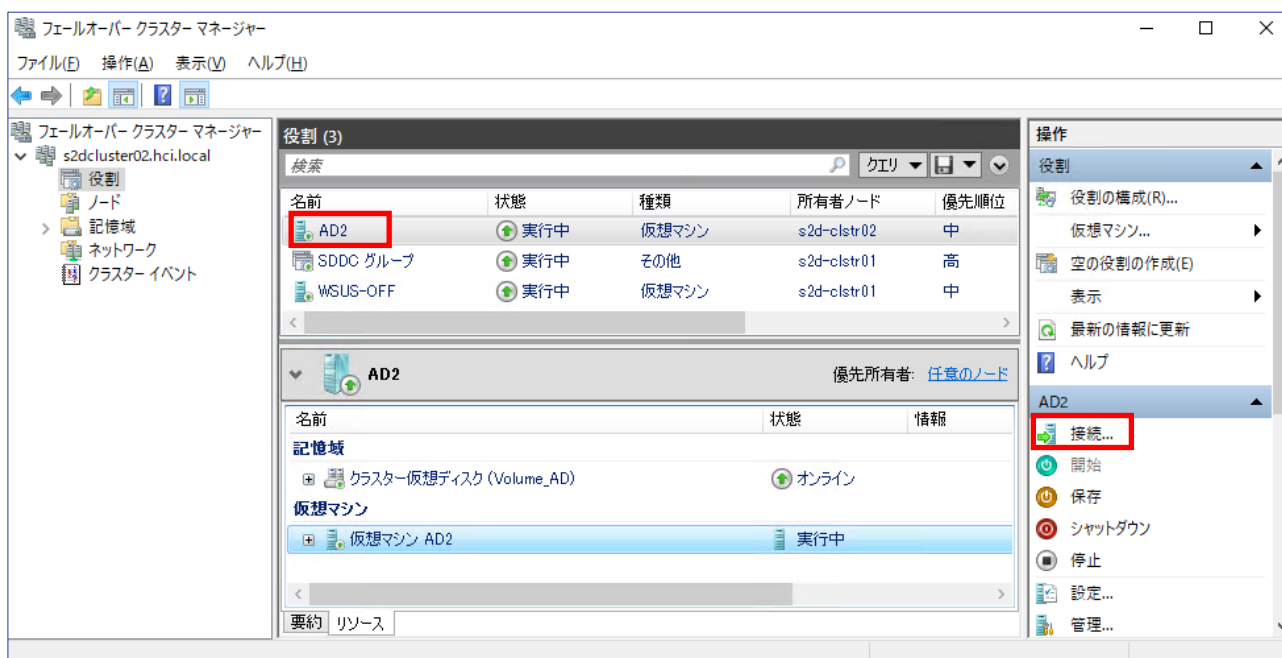 フェールオーバー クラスター マネージャー
ファイル(F) 操作(A) 表示(V) ヘルプ(H)
フェールオーバー クラスター マネージャー
s2dcluster02.hci.local
役割
ノード
記憶域
ネットワーク
クラスター イベント
役割 (3)
検索 クエリ
名前 状態 種類 所有者ノード 優先順位
AD2 実行中 仮想マシン s2d-clstr02 中
SDDC グループ 実行中 その他 s2d-clstr01 高
WSUS-OFF 実行中 仮想マシン s2d-clstr01 中
AD2 優先所有者: 任意のノード
名前 状態 情報
記憶域
クラスター仮想ディスク (Volume_AD) オンライン
仮想マシン
仮想マシン AD2 実行中
要約 リソース
操作
役割
役割の構成(R)...
仮想マシン...
空の役割の作成(E)
表示
最新の情報に更新
ヘルプ
AD2
接続...
開始
保存
シャットダウン
停止
設定...
管理...